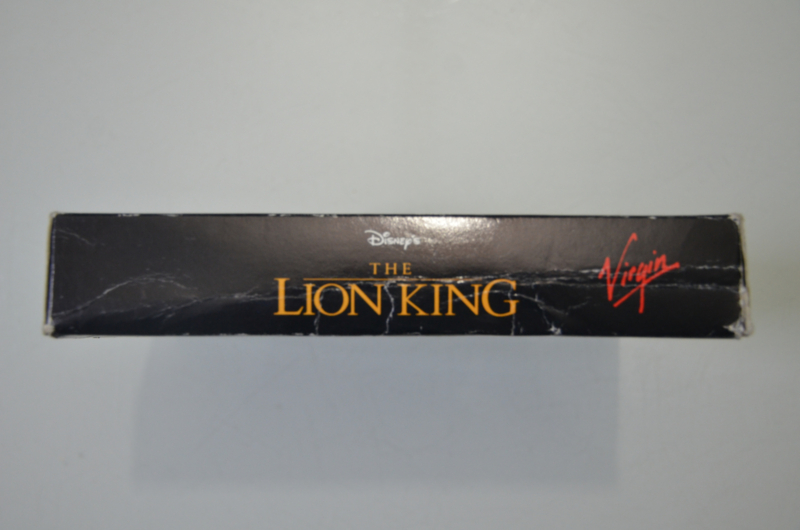 Disney's
THE
LION KING
Virgin